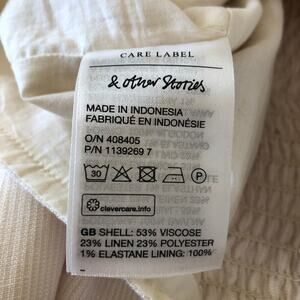 CARE LABEL
& other Stories
MADE IN INDONESIA
FABRIQUÉ EN INDONÉSIE
O/N 408405
P/N 1139269 7
30
P
clevercare.info
GB SHELL: 53% VISCOSE
23% LINEN 23% POLYESTER
1% ELASTANE LINING: 100%